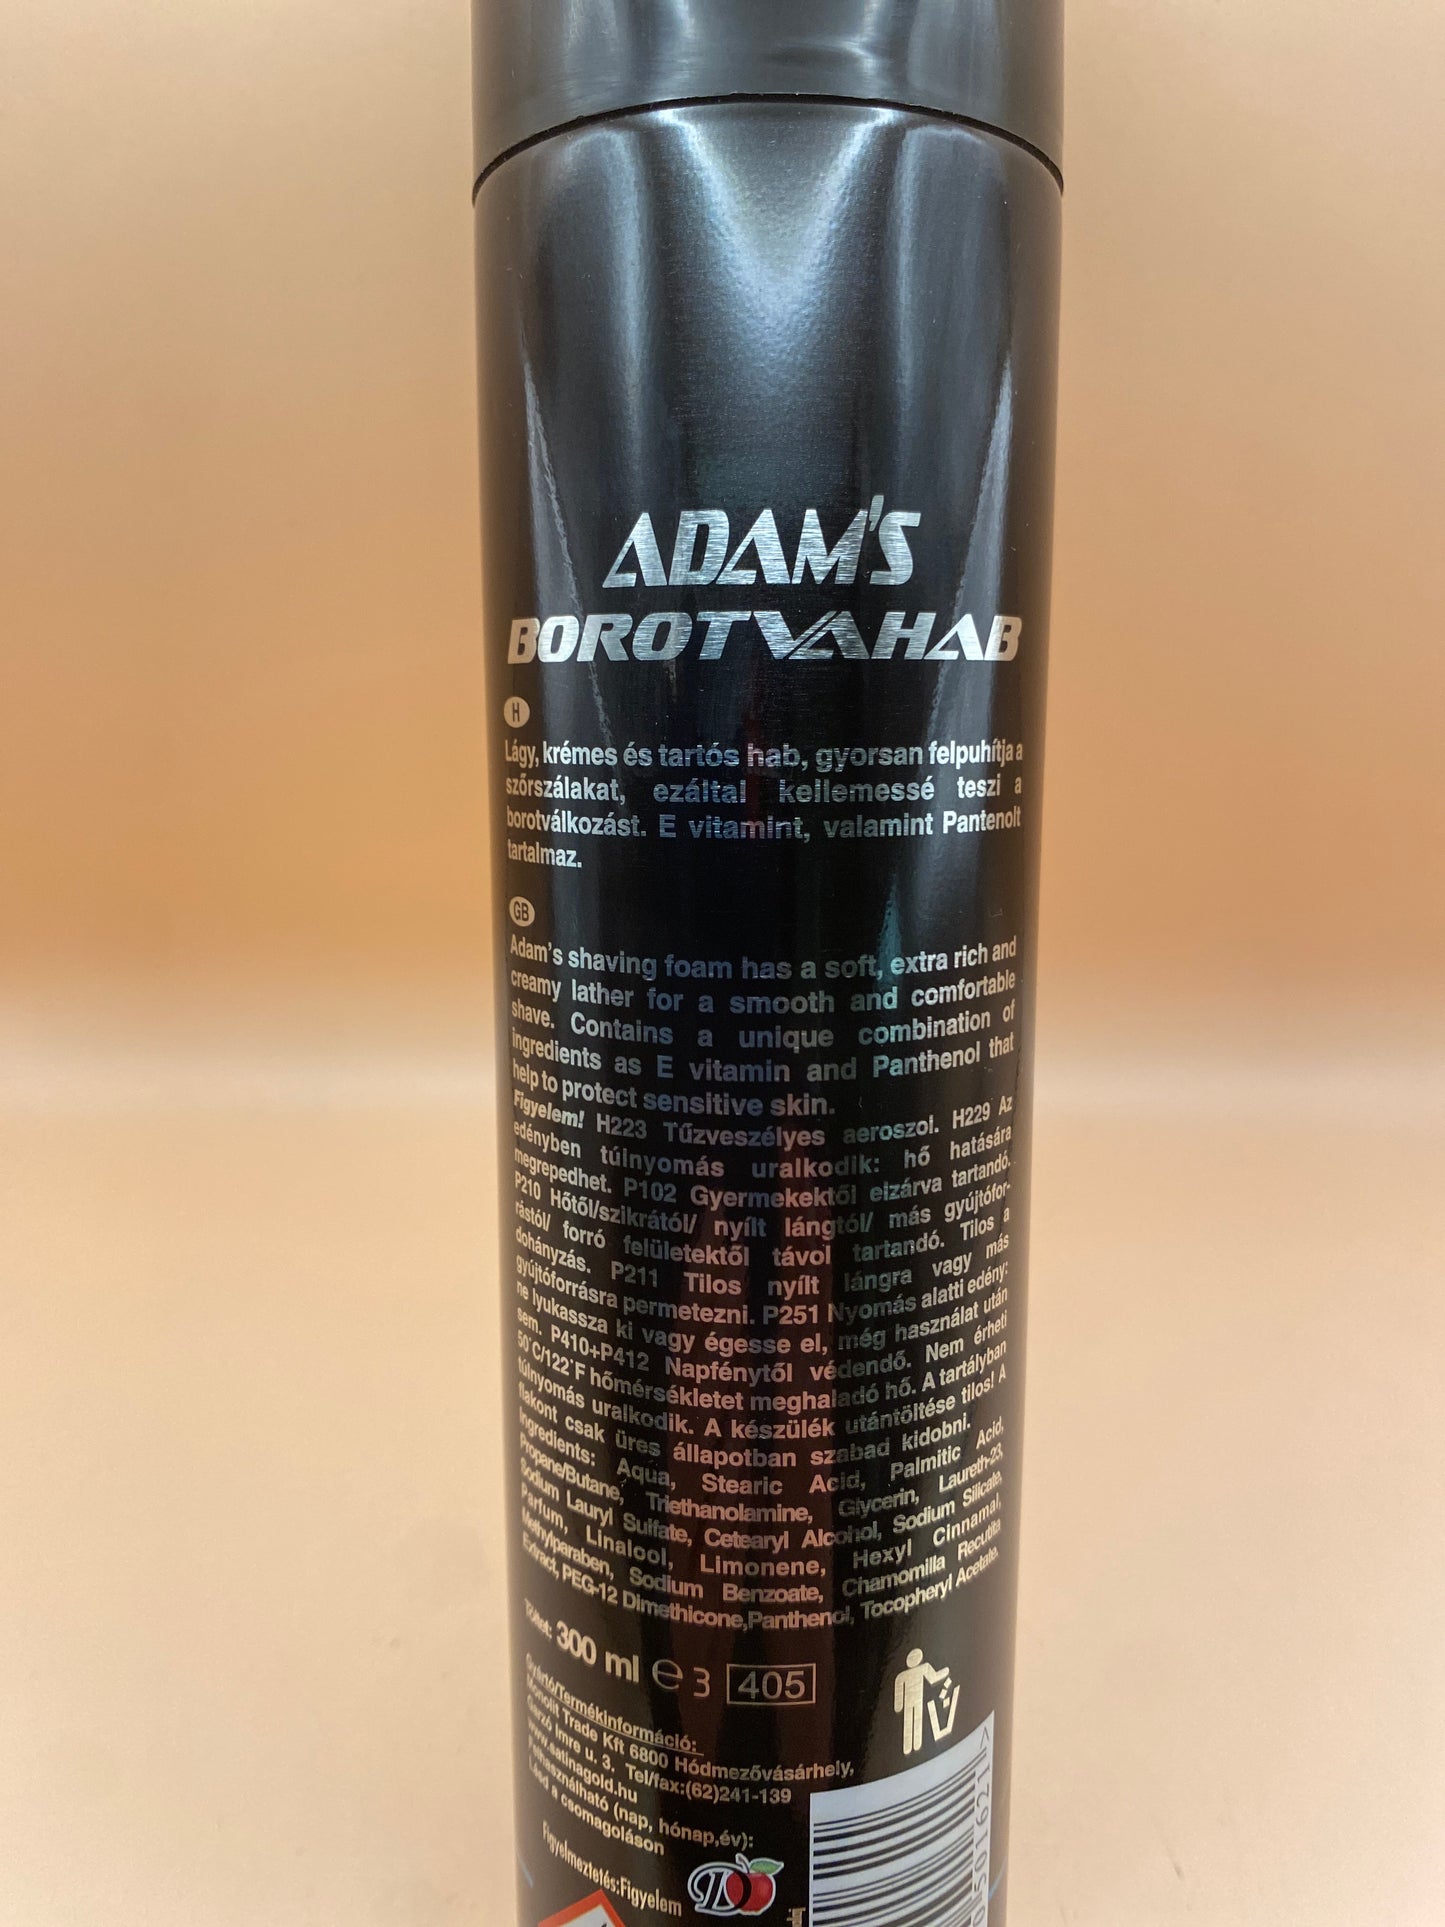 ADAM'S
BOROTVAHAB
H
Lágy, krémes és tartós hab, gyorsan felpuhítja a
szőrszálakat, ezáltal kellemessé teszi a
borotválkozást. E vitamint, valamint Pantenolt
tartalmaz.
GB
Adam's shaving foam has a soft, extra rich and
creamy lather for a smooth and comfortable
shave. Contains a unique combination of
ingredients as E vitamin and Panthenol that
help to protect sensitive skin.
Figyelem! H223 Tűzveszélyes aeroszol. H229 Az
edényben túlnyomás uralkodik: hő hatására
megrepedhet. P102 Gyermekektől elzárva tartandó.
P210 Hőtől/szikrától/ nyílt lángtól/ más gyújtófor-
rástól/ forró felületektől távol tartandó. Tilos a
dohányzás. P211 Tilos nyílt lángra vagy más
gyújtóforrásra permetezni. P251 Nyomás alatti edény:
ne lyukassza ki vagy égesse el, még használat után
sem. P410+P412 Napfénytől védendő. Nem érheti
50°C/122°F hőmérsékletet meghaladó hő. A tartályban
túlnyomás uralkodik. A készülék utántöltése tilos! A
flakont csak üres állapotban szabad kidobni.
Ingredients: Aqua, Stearic Acid, Palmitic Acid,
Propane/Butane, Triethanolamine, Glycerin, Laureth-23,
Sodium Lauryl Sulfate, Cetearyl Alcohol, Sodium Silicate,
Parfum, Linalool, Limonene, Hexyl Cinnamal,
Methylparaben, Sodium Benzoate, Chamomilla Recutita
Extract, PEG-12 Dimethicone,Panthenol, Tocopheryl Acetate.
Töltet: 300 ml e 3 405
Gyártó/Termékinformáció:
Monolit Trade Kft 6800 Hódmezővásárhely,
Garzó Imre u. 3. Tel/fax:(62)241-139
www.satinagold.hu
Felhasználható (nap, hónap,év):
Lásd a csomagoláson
Figyelmeztetés:Figyelem
501621>